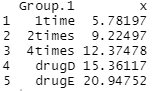 Group.1 x
1 1time 5.78197
2 2times 9.22497
3 4times 12.37478
4 drugD 15.36117
5 drugE 20.94752